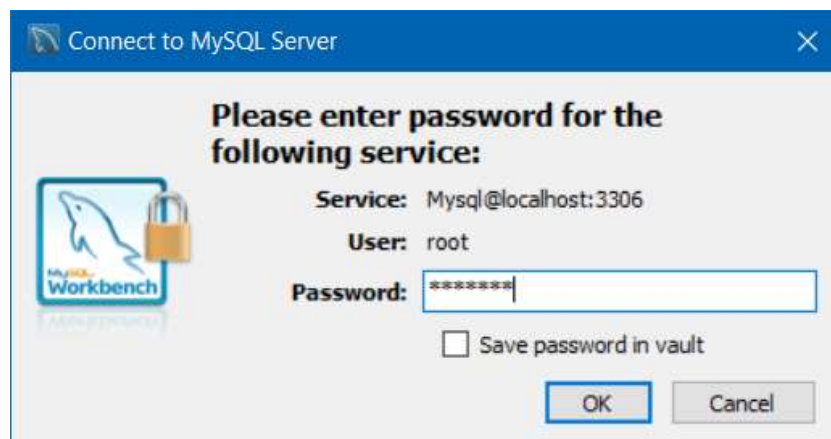 Connect to MySQL Server
Please enter password for the
following service:
Service: Mysql@localhost:3306
User: root
Password: *******
MySQL
Workbench
Save password in vault
OK Cancel